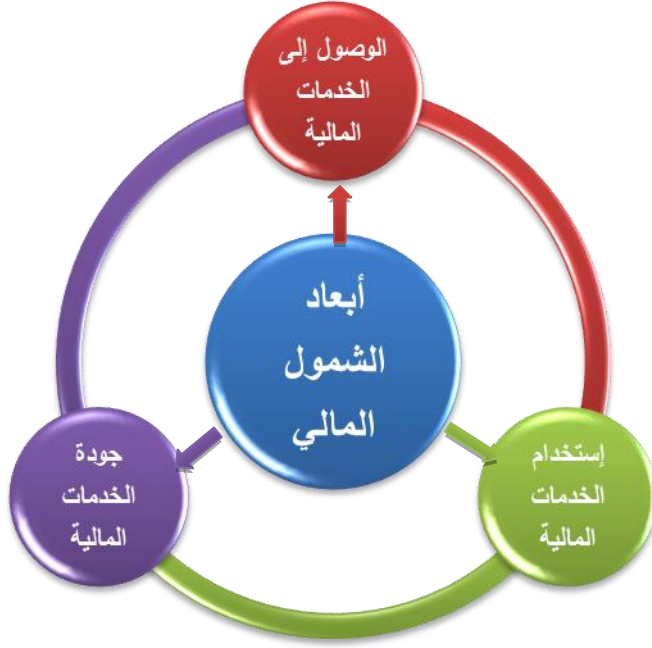 الوصول إلى
الخدمات
المالية
أبعاد
الشمول
المالي
إستخدام
الخدمات
المالية
جودة
الخدمات
المالية